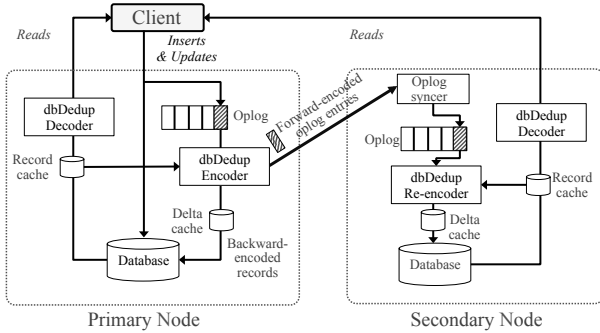 Client
Reads
Inserts
& Updates
Reads
dbDedup
Decoder
Oplog
Forward-encoded
oplog entries
Oplog
syncer
dbDedup
Decoder
Oplog
Record
cache
dbDedup
Encoder
dbDedup
Re-encoder
Record
cache
Delta
cache
Delta
cache
Database
Backward-
encoded
records
Database
Primary Node
Secondary Node